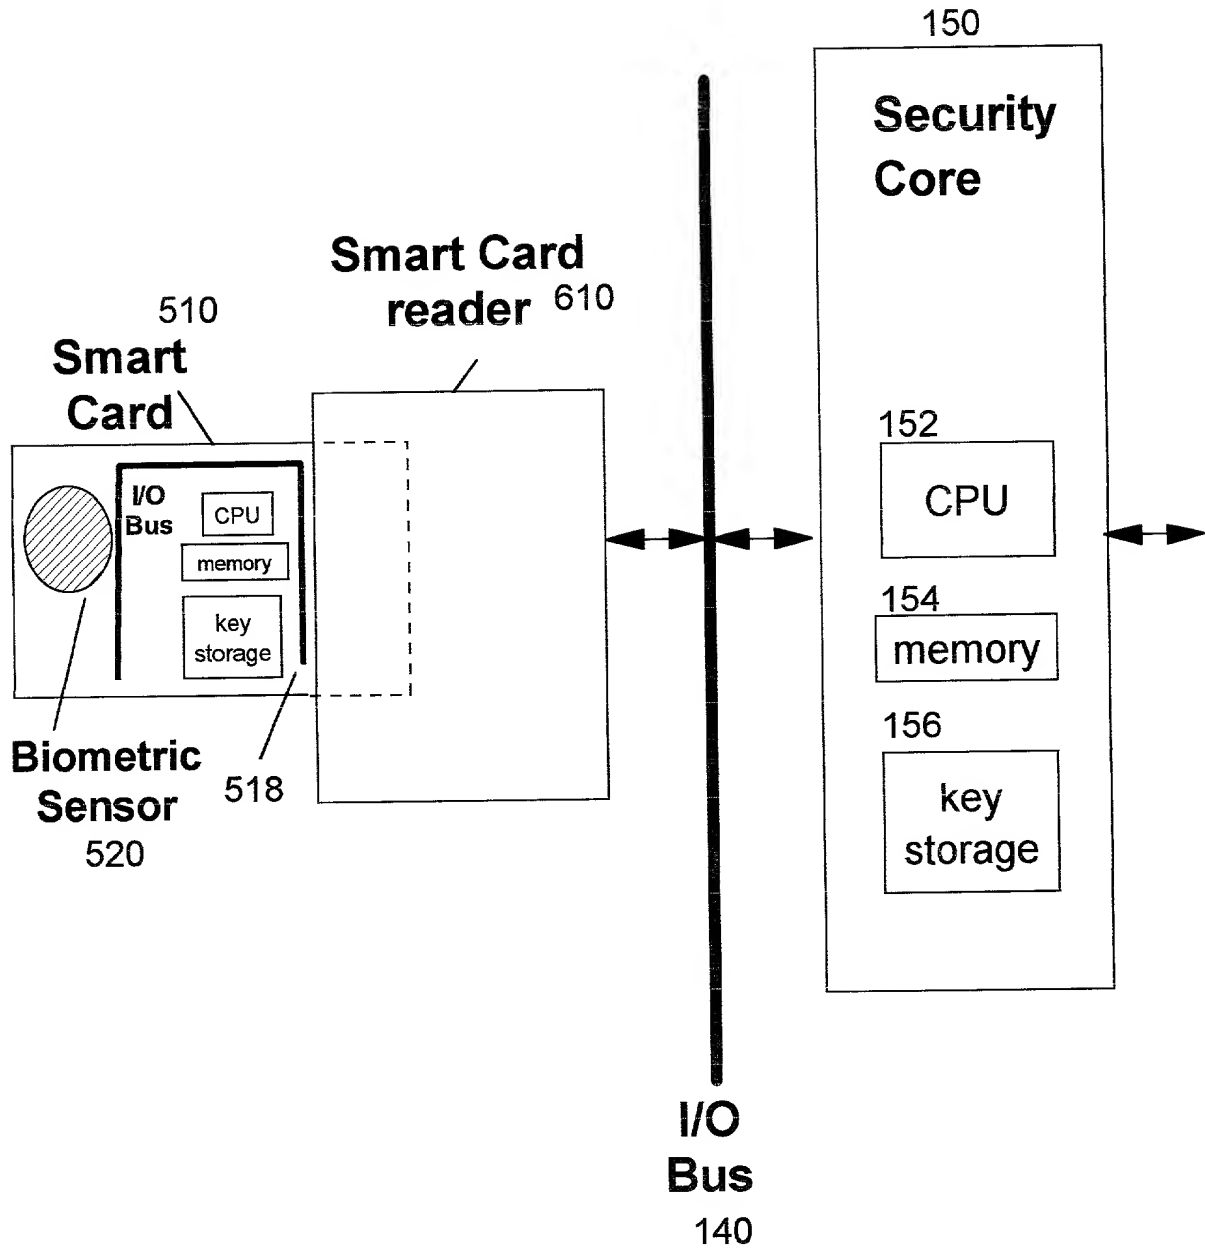 150
Security
Core
Smart Card
reader 610
510
Smart
Card
I/O
Bus
CPU
memory
key
storage
Biometric
Sensor
520
518
152
CPU
154
memory
156
key
storage
I/O
Bus
140